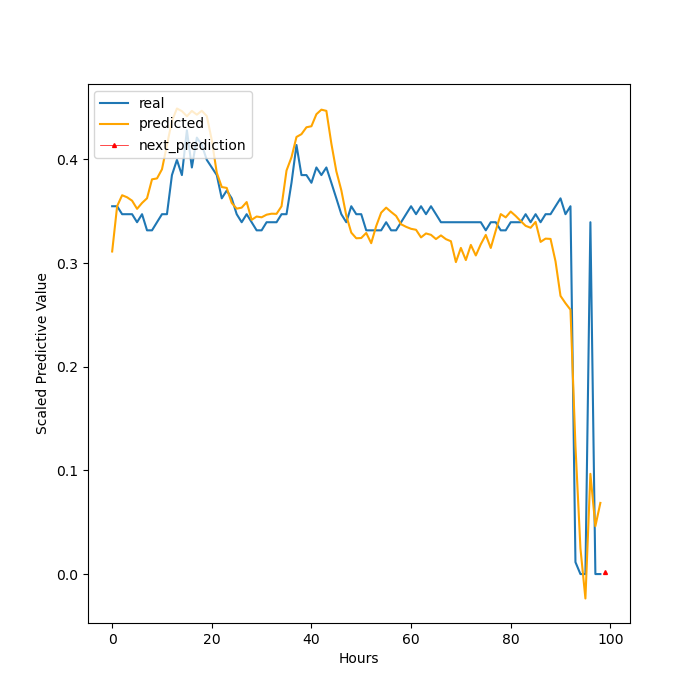 real
predicted
next_prediction
0.4
0.3
0.2
0.1
0.0
Scaled Predictive Value
0 20 40 60 80 100
Hours